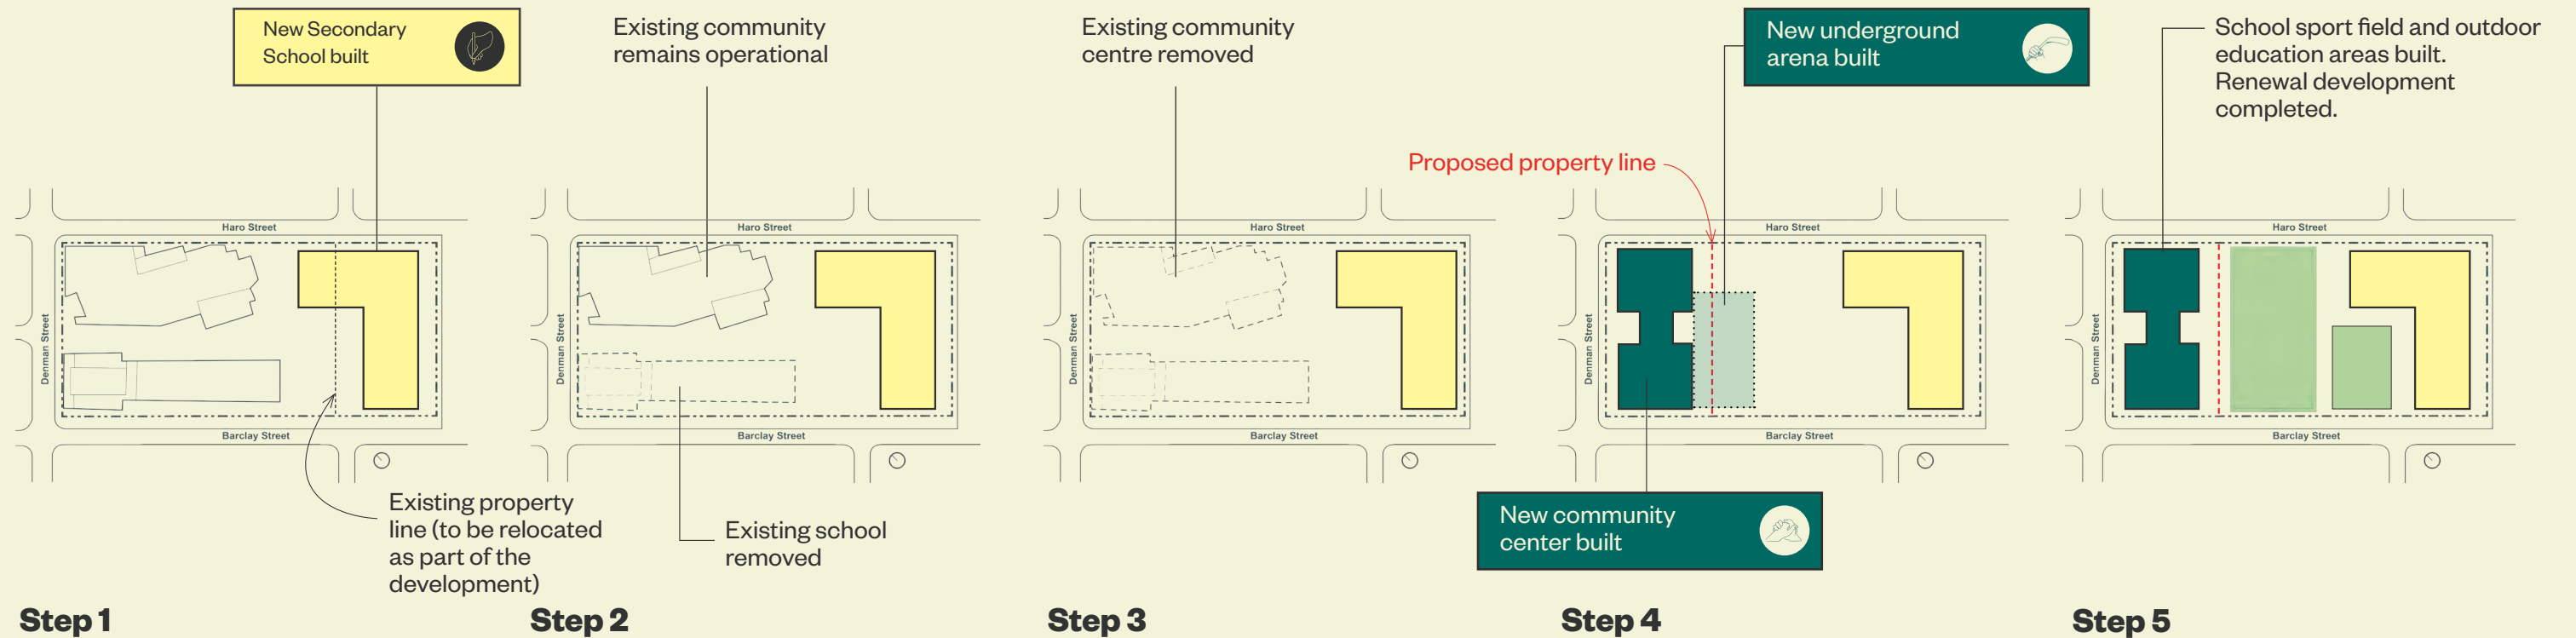 New Secondary
School built
Existing community
remains operational
Existing community
centre removed
New underground
arena built
School sport field and outdoor
education areas built.
Renewal development
completed.
Proposed property line
Haro Street
Haro Street
Haro Street
Haro Street
Haro Street
Denman Street
Denman Street
Denman Street
Denman Street
Denman Street
Barclay Street
Barclay Street
Barclay Street
Barclay Street
Barclay Street
Existing property
line (to be relocated
as part of the
development)
Existing school
removed
New community
center built
Step 1
Step 2
Step 3
Step 4
Step 5